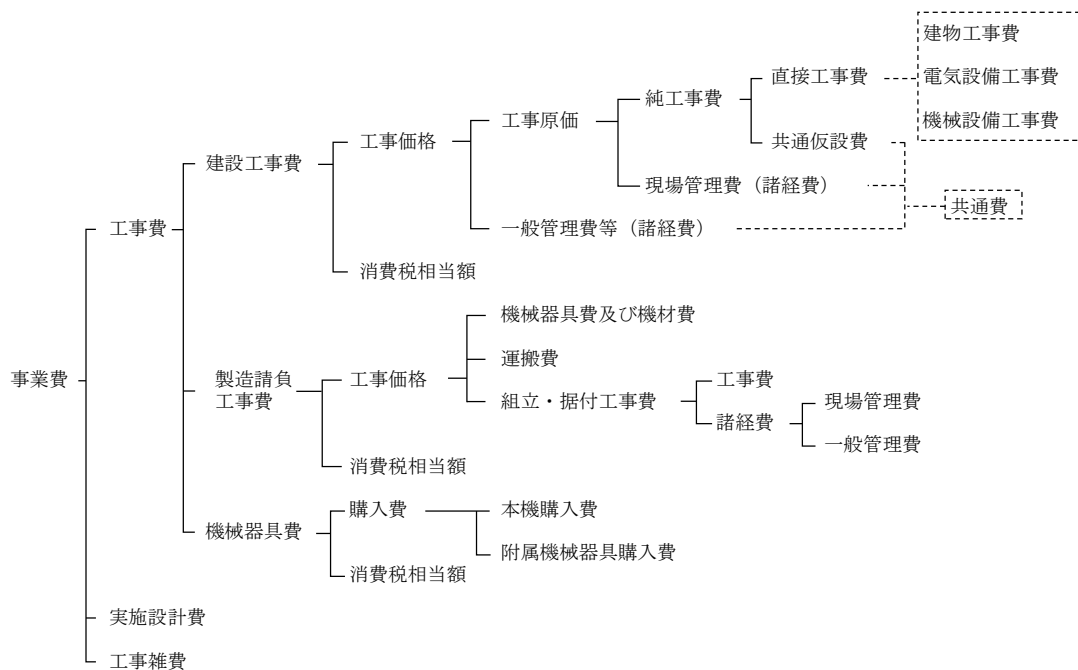 建物工事費
直接工事費
電気設備工事費
純工事費
工事原価
機械設備工事費
工事価格
共通仮設費
建設工事費
現場管理費（諸経費）
共通費
工事費
一般管理費等（諸経費）
消費税相当額
機械器具費及び機材費
運搬費
事業費
製造請負
工事費
工事価格
工事費
組立・据付工事費
現場管理費
諸経費
一般管理費
消費税相当額
購入費
本機購入費
機械器具費
附属機械器具購入費
消費税相当額
実施設計費
工事雑費